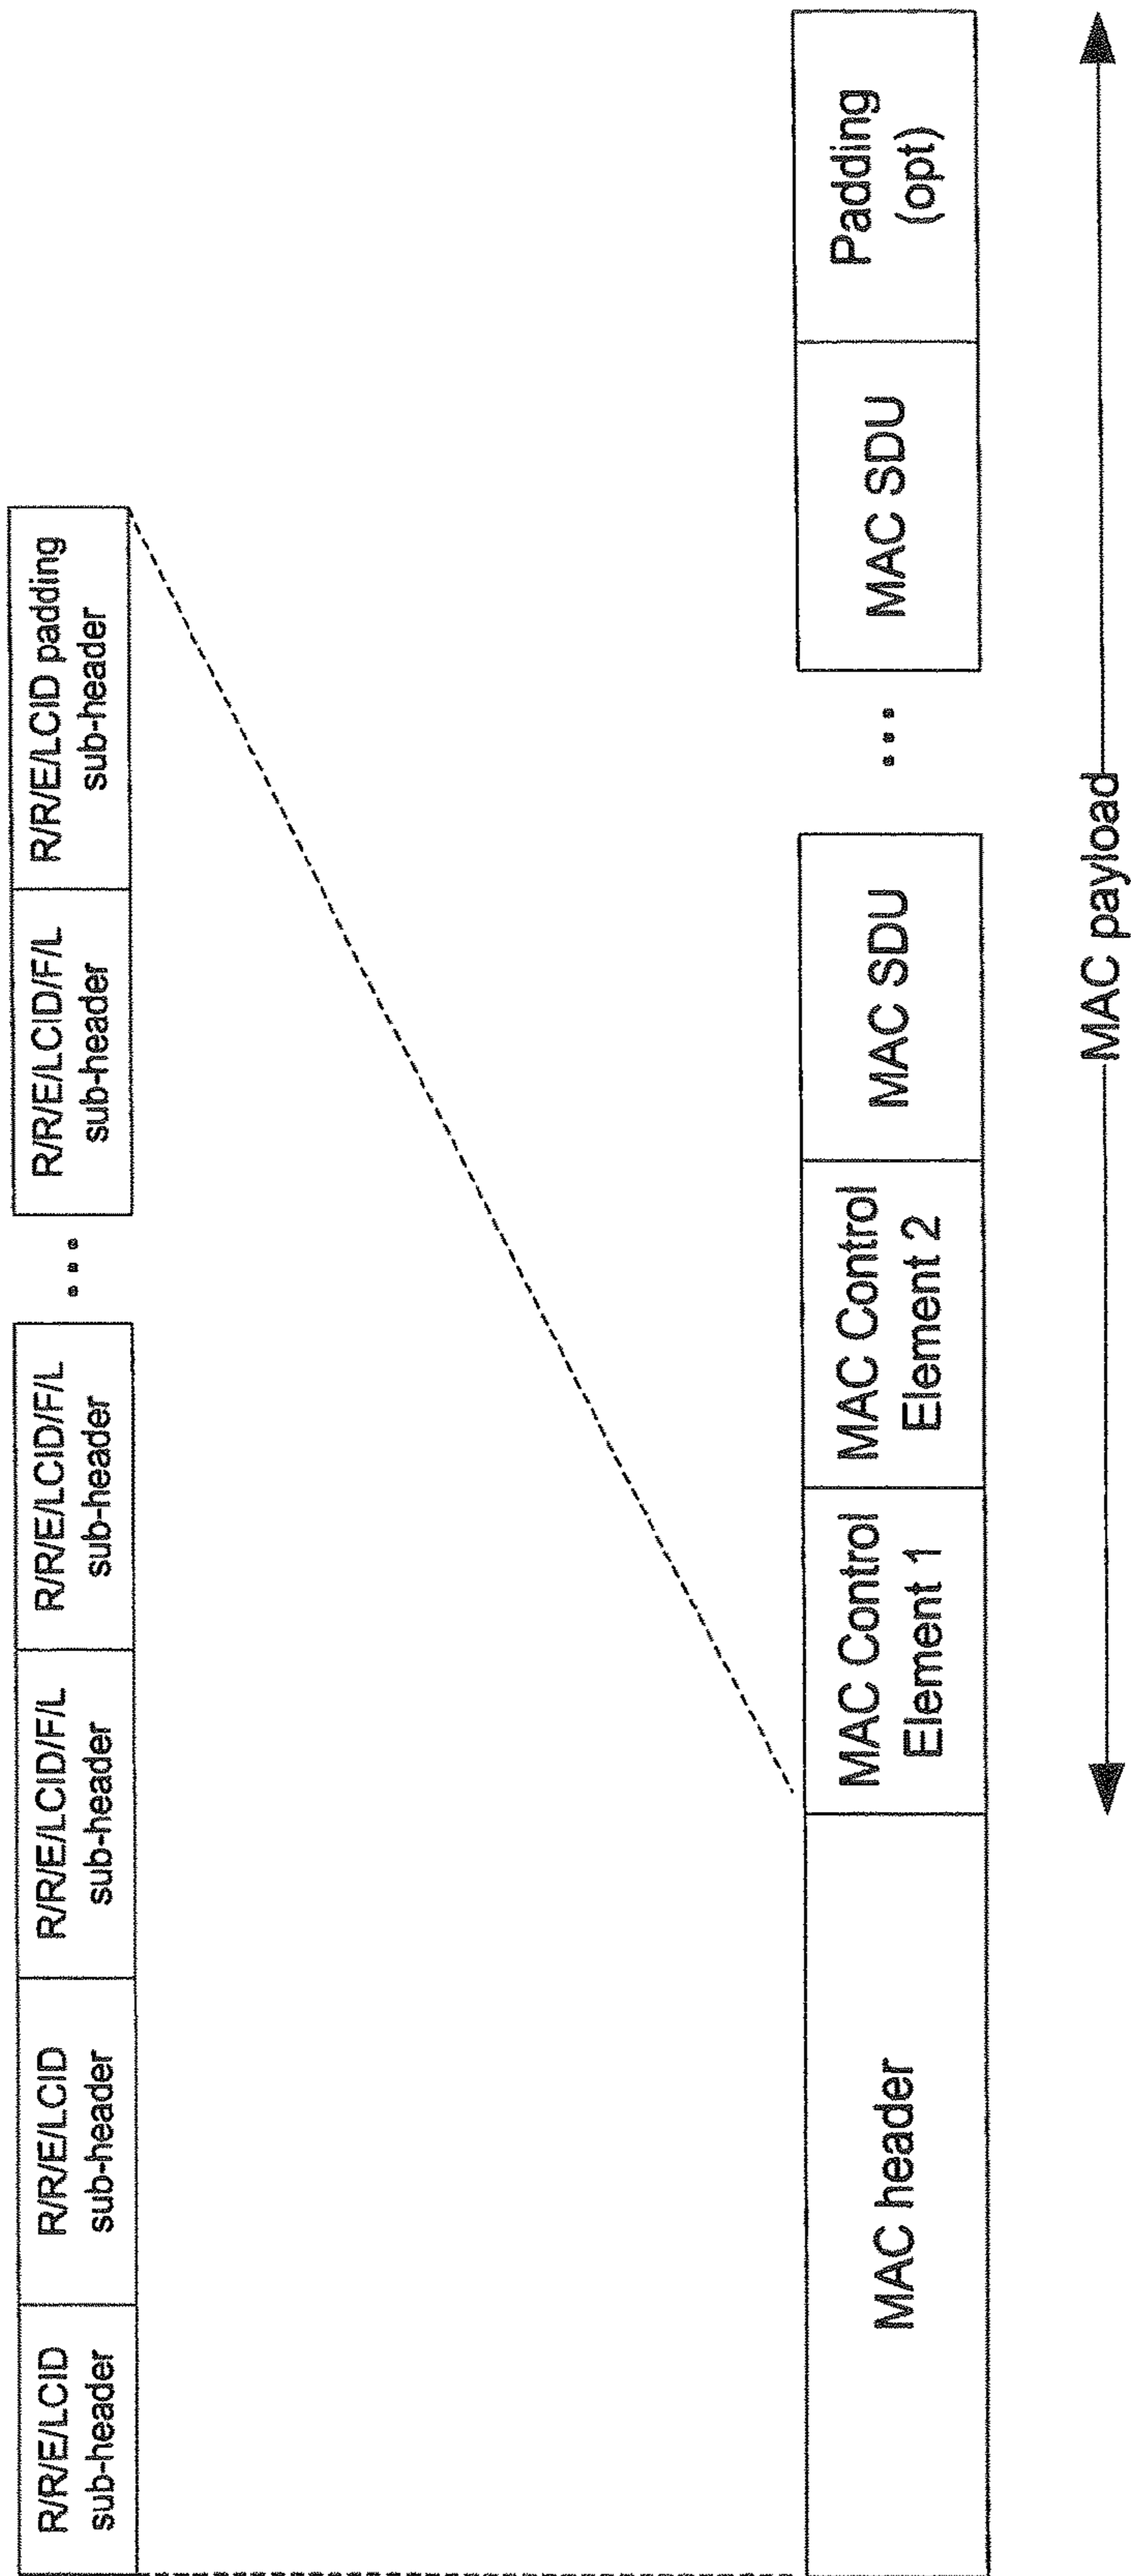 R/R/E/LCID
sub-header
R/R/E/LCID
sub-header
R/R/E/LCID/F/L
sub-header
R/R/E/LCID/F/L
sub-header
...
R/R/E/LCID/F/L
sub-header
R/R/E/LCID padding
sub-header
MAC header
MAC Control
Element 1
MAC Control
Element 2
MAC SDU
...
MAC SDU
Padding
(opt)
MAC payload